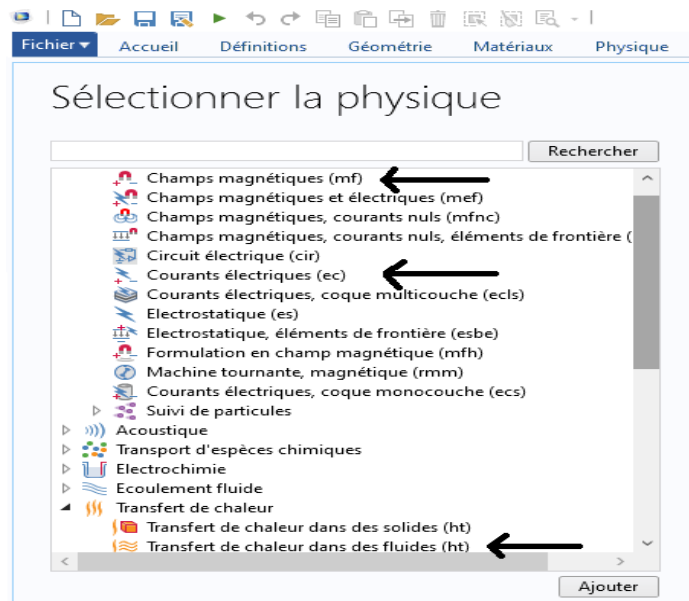 Fichier Accueil Définitions Géométrie Matériaux Physique
Sélectionner la physique
Rechercher
Champs magnétiques (mf)
Champs magnétiques et électriques (mef)
Champs magnétiques, courants nuls (mfnc)
Champs magnétiques, courants nuls, éléments de frontière (
Circuit électrique (cir)
Courants électriques (ec)
Courants électriques, coque multicouche (ecls)
Electrostatique (es)
Electrostatique, éléments de frontière (esbe)
Formulation en champ magnétique (mfh)
Machine tournante, magnétique (rmm)
Courants électriques, coque monocouche (ecs)
Suivi de particules
Acoustique
Transport d'espèces chimiques
Electrochimie
Ecoulement fluide
Transfert de chaleur
Transfert de chaleur dans des solides (ht)
Transfert de chaleur dans des fluides (ht)
Ajouter